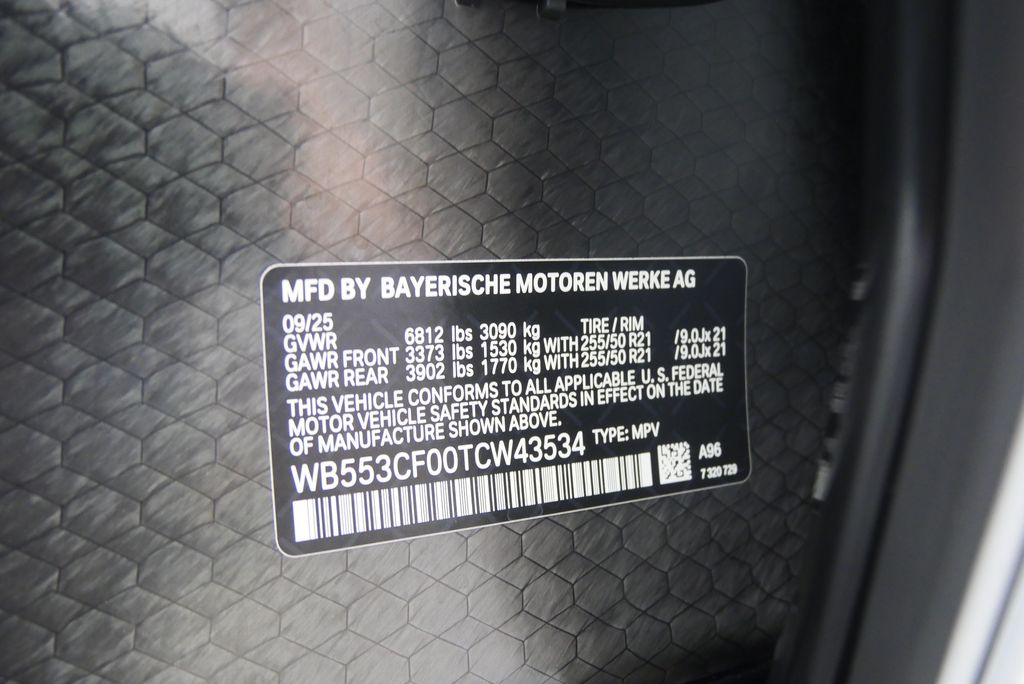 MFD BY BAYERISCHE MOTOREN WERKE AG
09/25 TIRE / RIM
GVWR 6812 lbs 3090 kg
GAWR FRONT 3373 lbs 1530 kg WITH 255/50 R21 /9.0Jx 21
GAWR REAR 3902 lbs 1770 kg WITH 255/50 R21 /9.0Jx 21
THIS VEHICLE CONFORMS TO ALL APPLICABLE U.S. FEDERAL
MOTOR VEHICLE SAFETY STANDARDS IN EFFECT ON THE DATE
OF MANUFACTURE SHOWN ABOVE.
WB553CF00TCW43534 TYPE: MPV
A96
7 320 729